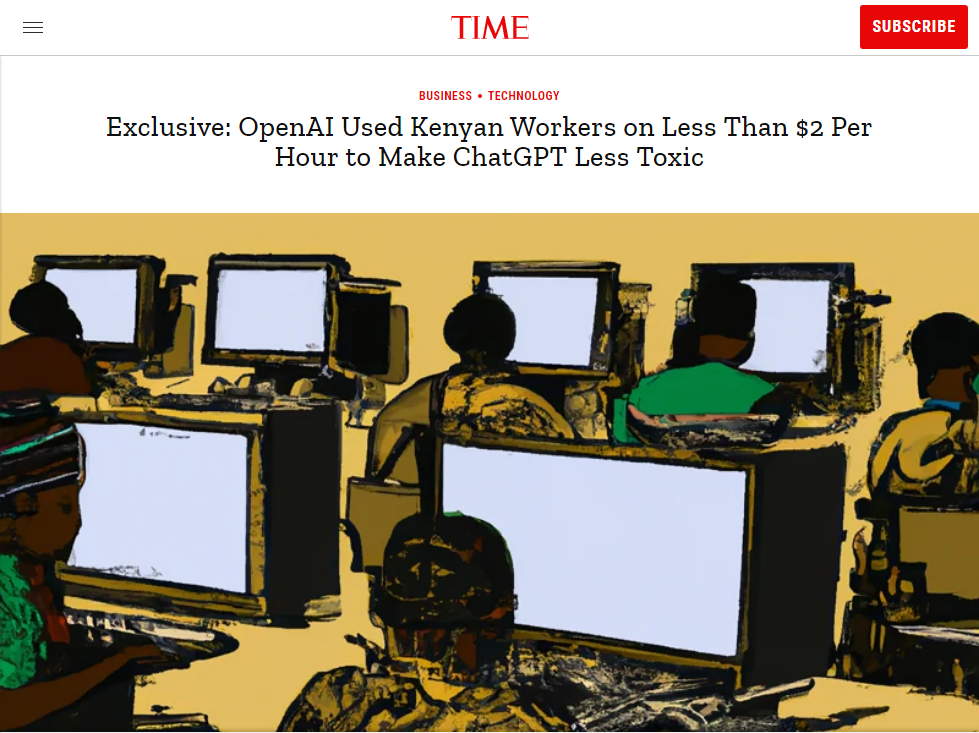 TIME
SUBSCRIBE
BUSINESS • TECHNOLOGY
Exclusive: OpenAI Used Kenyan Workers on Less Than $2 Per
Hour to Make ChatGPT Less Toxic